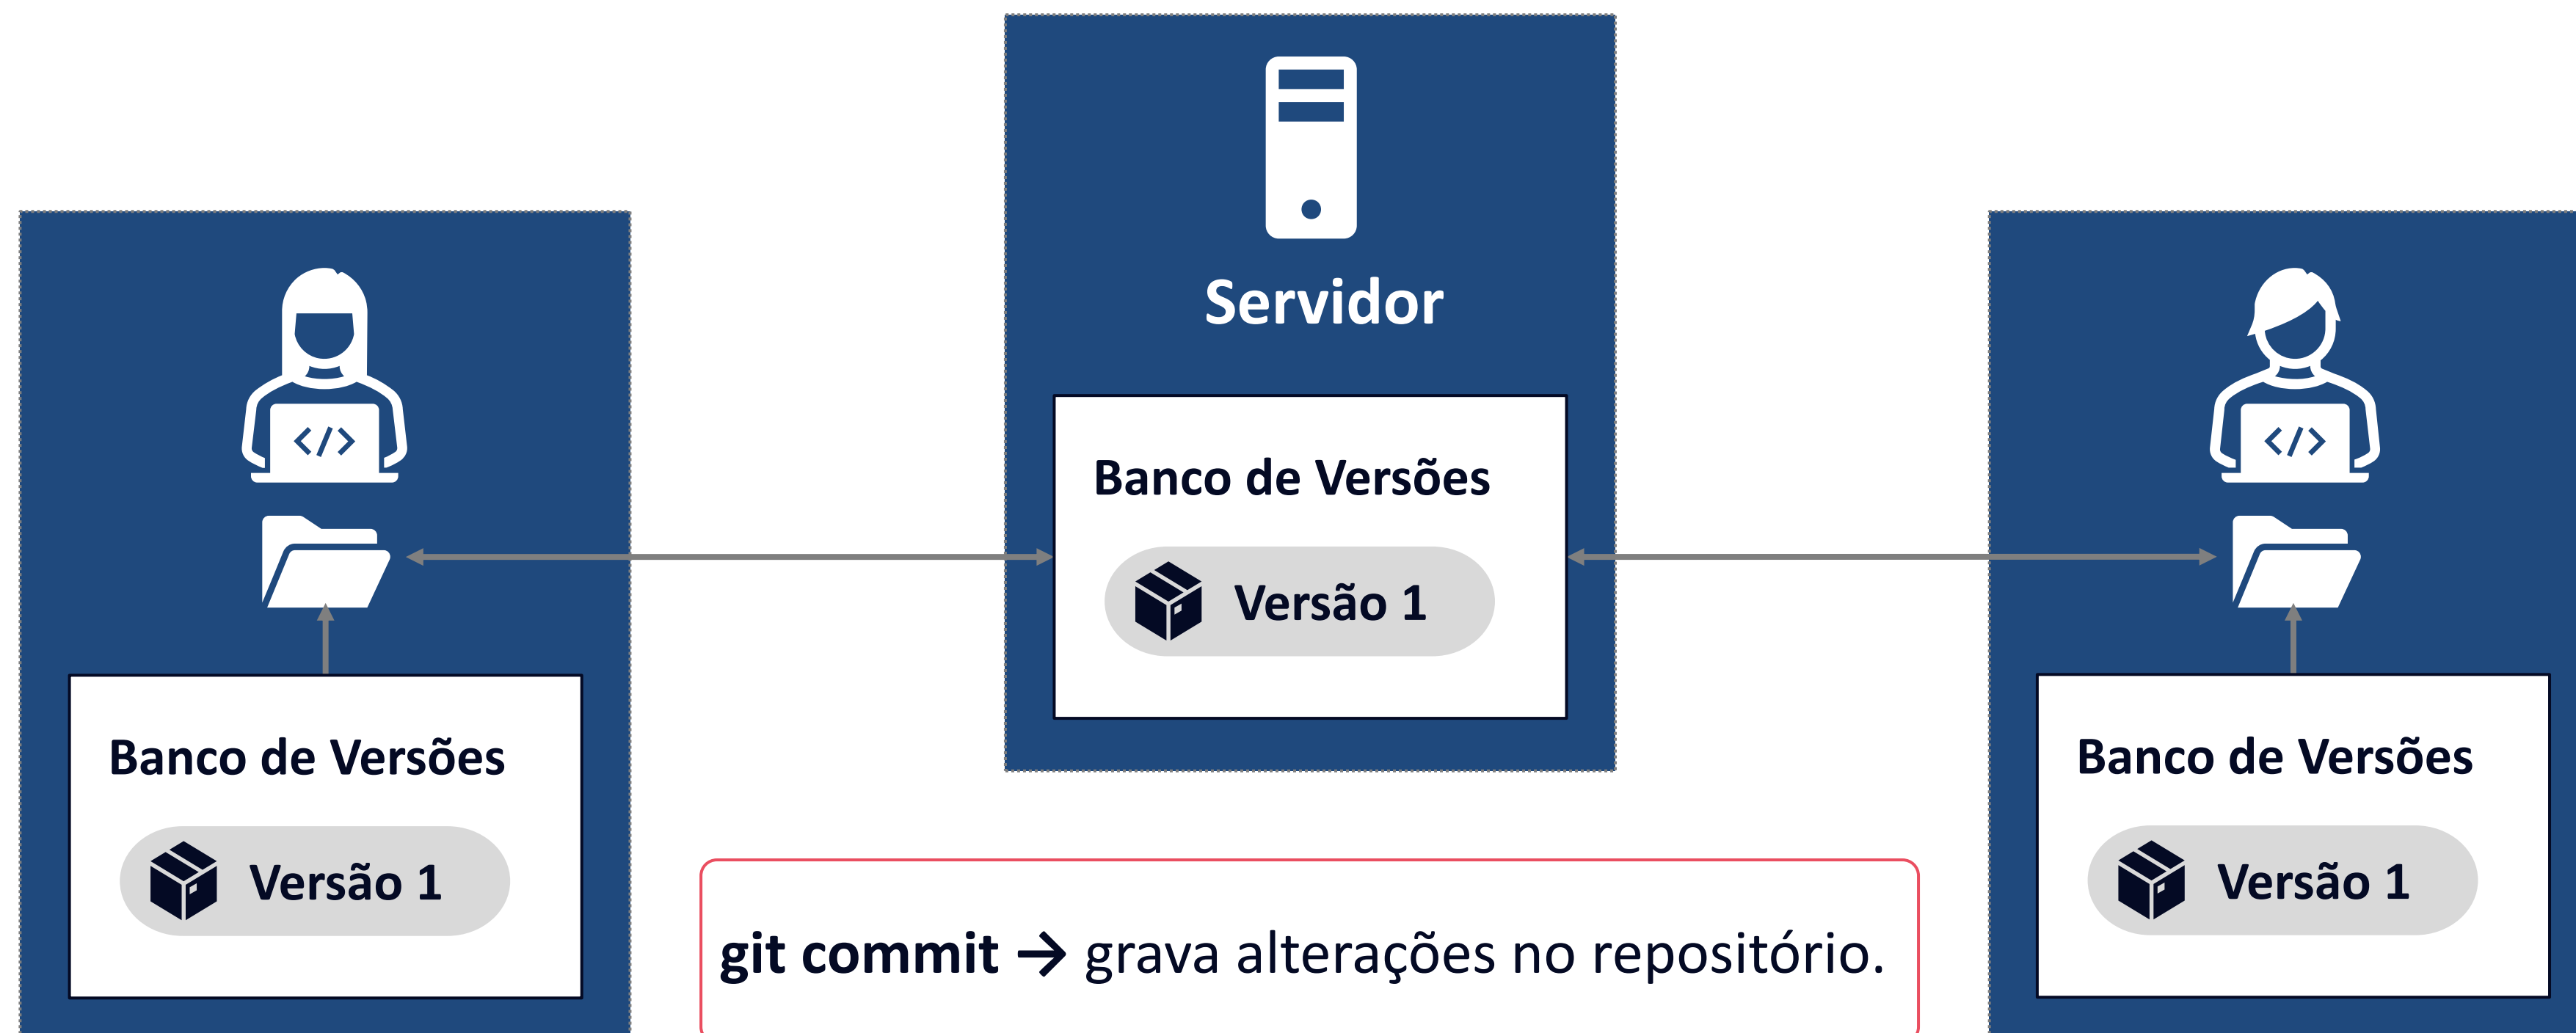 Servidor
Banco de Versões
Versão 1
Banco de Versões
Versão 1
Banco de Versões
Versão 1
git commit → grava alterações no repositório.